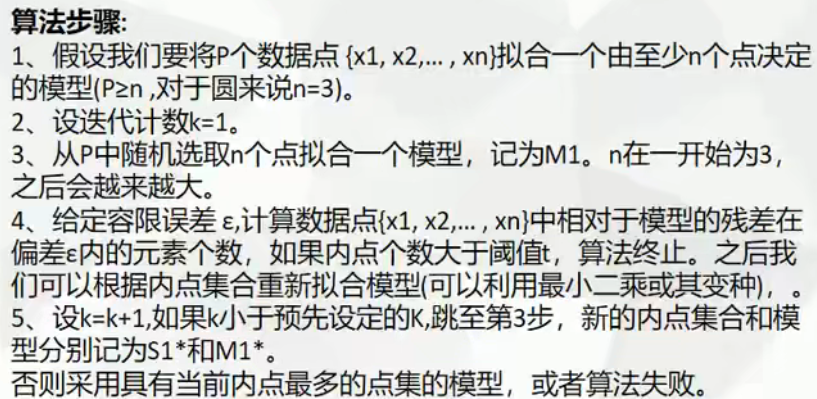 算法步骤:
1、假设我们要将P个数据点 {x1, x2,... , xn}拟合一个由至少n个点决定
的模型(P≥n ,对于圆来说n=3)。
2、设迭代计数k=1。
3、从P中随机选取n个点拟合一个模型，记为M1。n在一开始为3，
之后会越来越大。
4、给定容限误差 ε,计算数据点{x1, x2,... , xn}中相对于模型的残差在
偏差ε内的元素个数，如果内点个数大于阈值t，算法终止。之后我
们可以根据内点集合重新拟合模型(可以利用最小二乘或其变种)，。
5、设k=k+1,如果k小于预先设定的K,跳至第3步，新的内点集合和模
型分别记为S1*和M1*。
否则采用具有当前内点最多的点集的模型，或者算法失败。